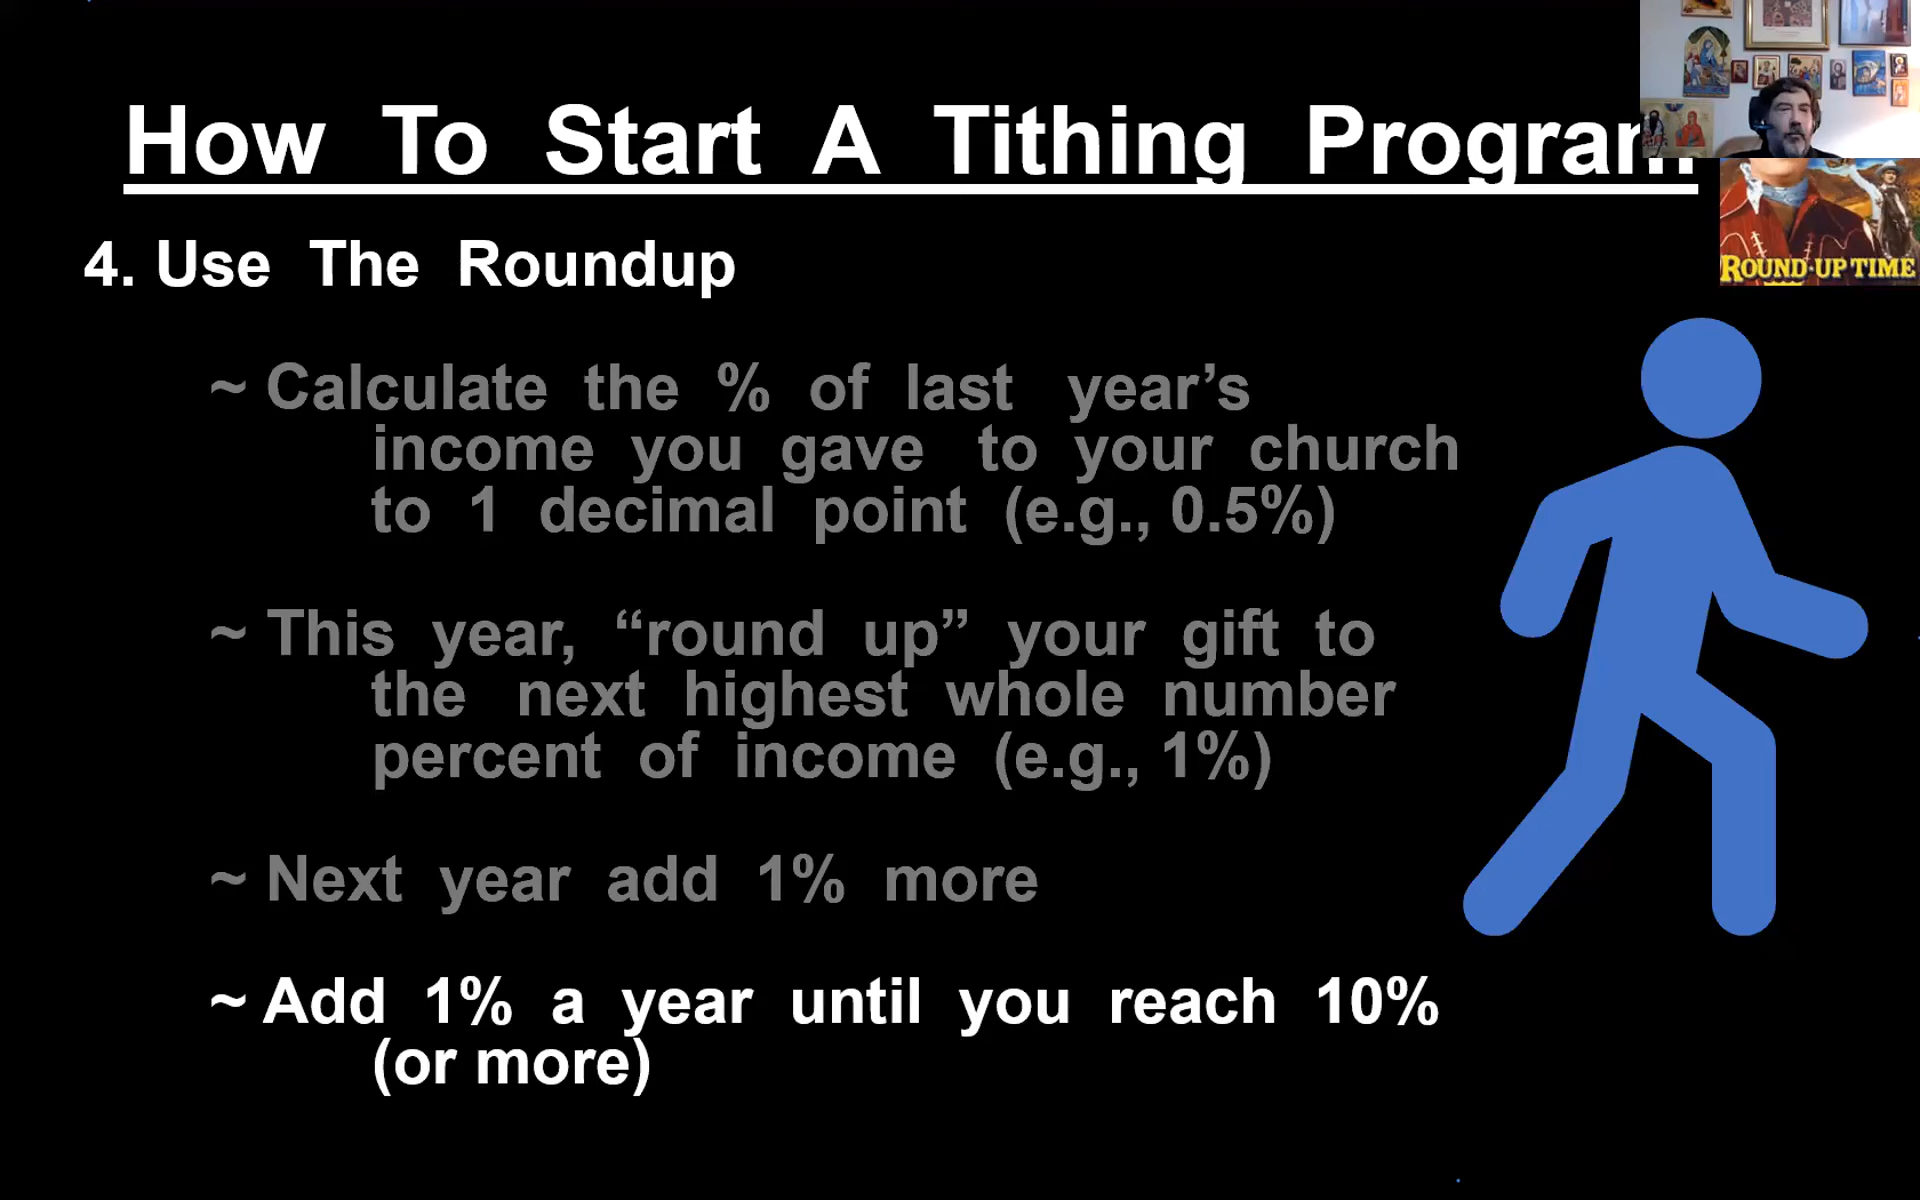 How To Start A Tithing Program
4. Use The Roundup
~ Calculate the % of last year’s
income you gave to your church
to 1 decimal point (e.g., 0.5%)
~ This year, “round up” your gift to
the next highest whole number
percent of income (e.g., 1%)
~ Next year add 1% more
~ Add 1% a year until you reach 10%
(or more)
ROUND-UP TIME